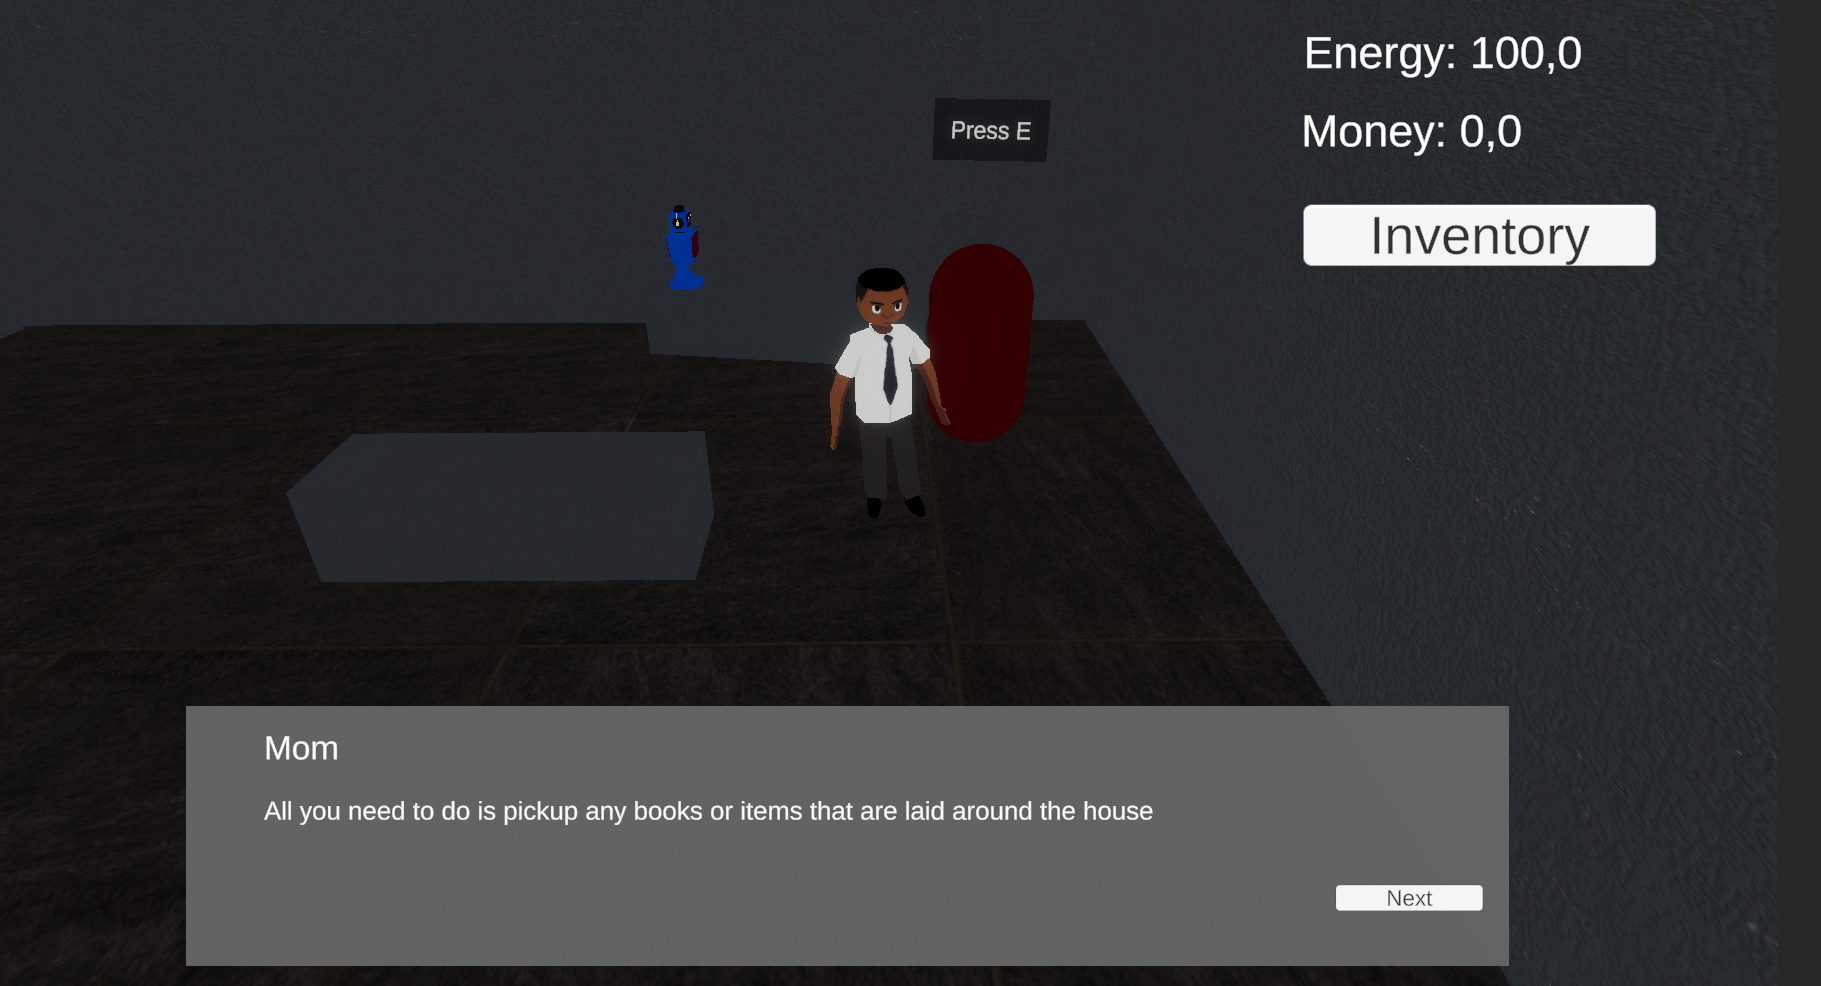 Energy: 100,0
Press E
Money: 0,0
Inventory
Mom
All you need to do is pickup any books or items that are laid around the house
Next